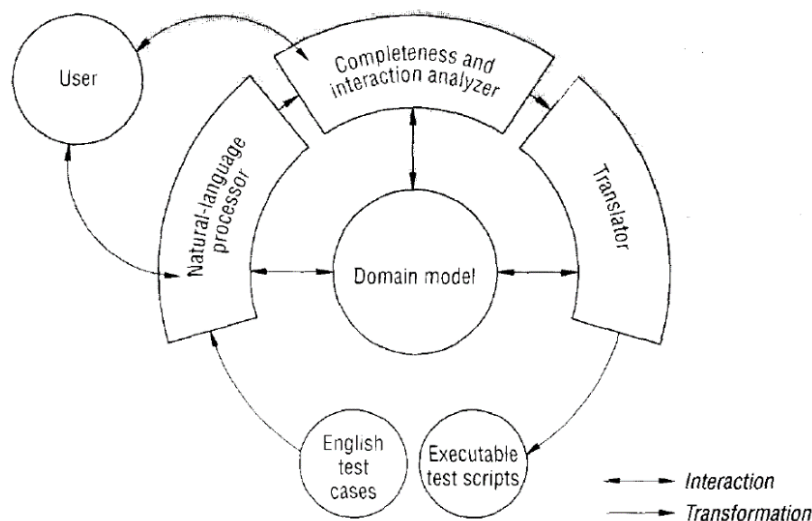 User
Completeness and
interaction analyzer
Natural-language
processor
Translator
Domain model
English
test
cases
Executable
test scripts
Interaction
Transformation